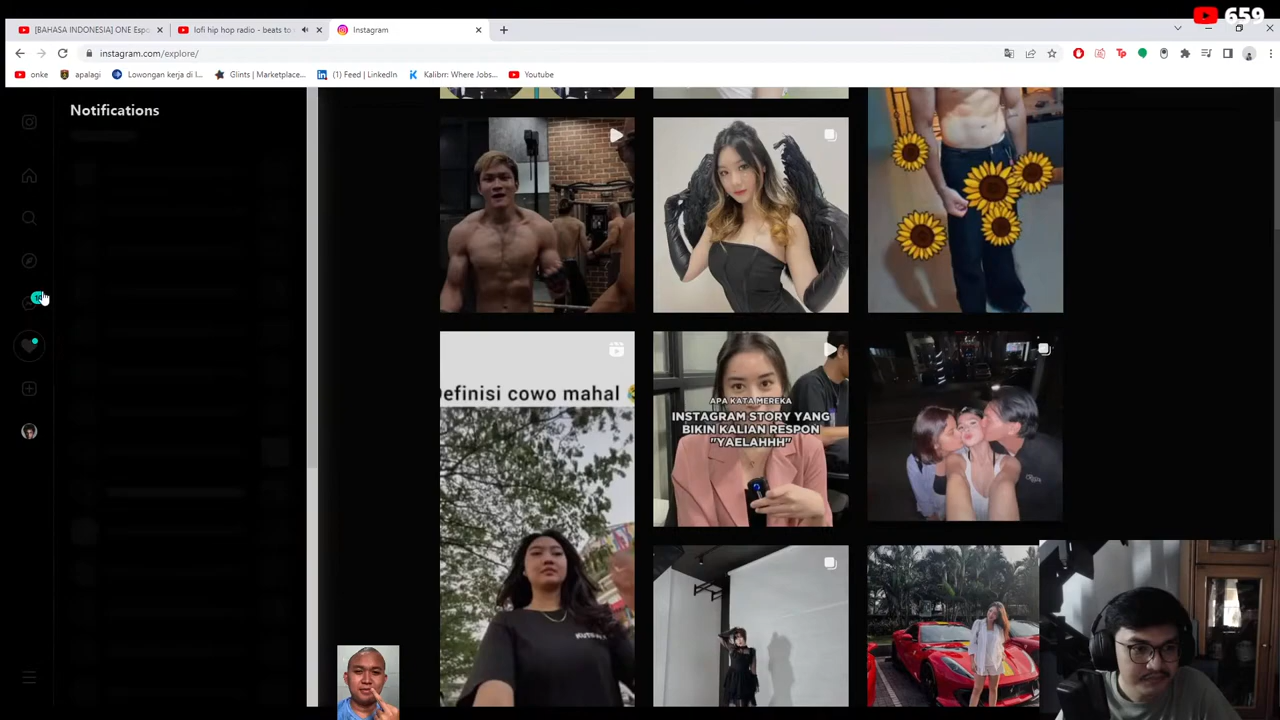 659
[BAHASA INDONESIA] ONE Espo
lofi hip hop radio - beats to
Instagram
instagram.com/explore/
onke
apalagi
Lowongan kerja di I...
Glints | Marketplace...
(1) Feed | LinkedIn
Kalibrr: Where Jobs...
Youtube
Notifications
Definisi cowo mahal
APA KATA MEREKA
INSTAGRAM STORY YANG
BIKIN KALIAN RESPON
"YAELAHHH"